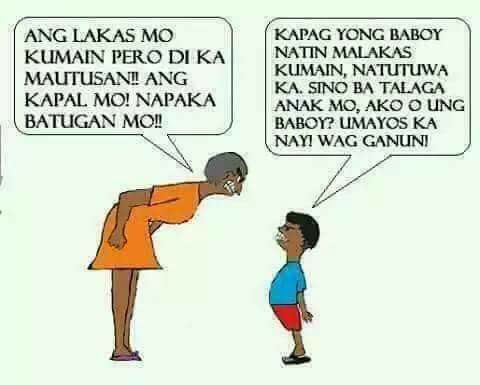 ANG LAKAS MO
KUMAIN PERO DI KA
MAUTUSAN!! ANG
KAPAL MO! NAPAKA
BATUGAN MO!!
KAPAG YONG BABOY
NATIN MALAKAS
KUMAIN, NATUTUWA
KA. SINO BA TALAGA
ANAK MO, AKO O UNG
BABOY? UMAYOS KA
NAY! WAG GANUN!